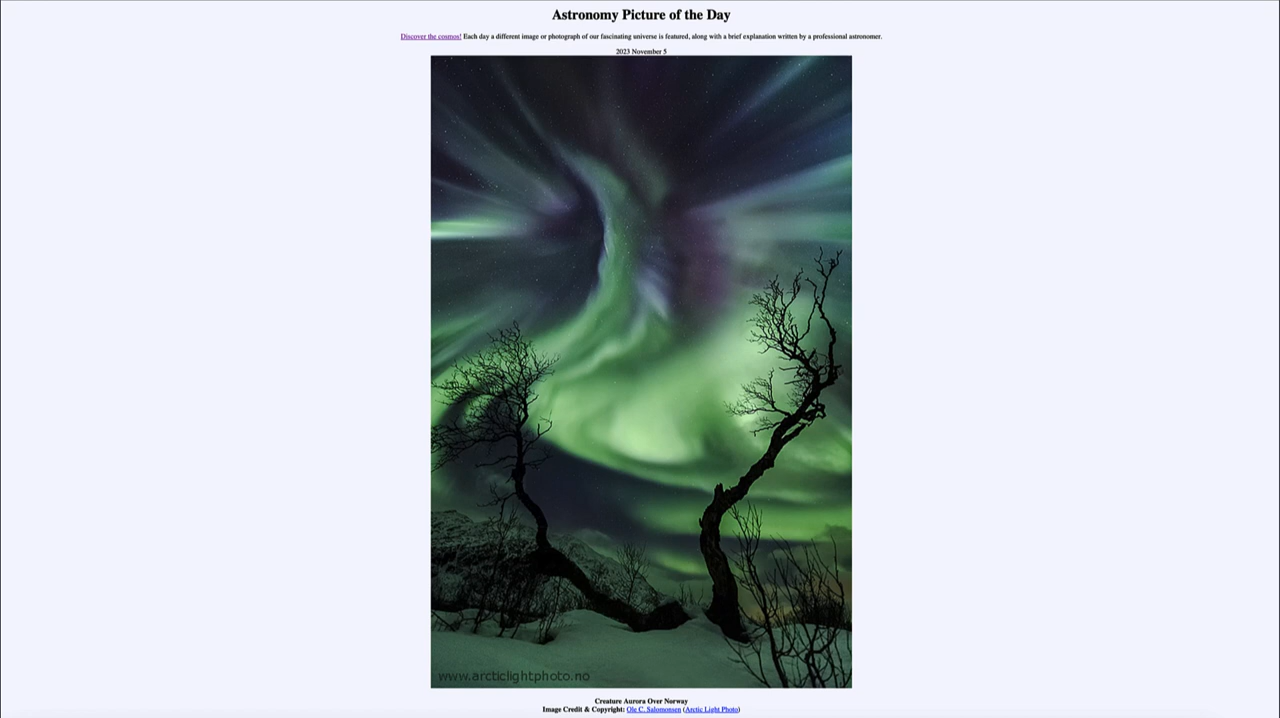 Astronomy Picture of the Day
Discover the cosmos! Each day a different image or photograph of our fascinating universe is featured, along with a brief explanation written by a professional astronomer.
2023 November 5
www.arcticlightphoto.no
Creature Aurora Over Norway
Image Credit & Copyright: Ole C. Salomonsen (Arctic Light Photo)